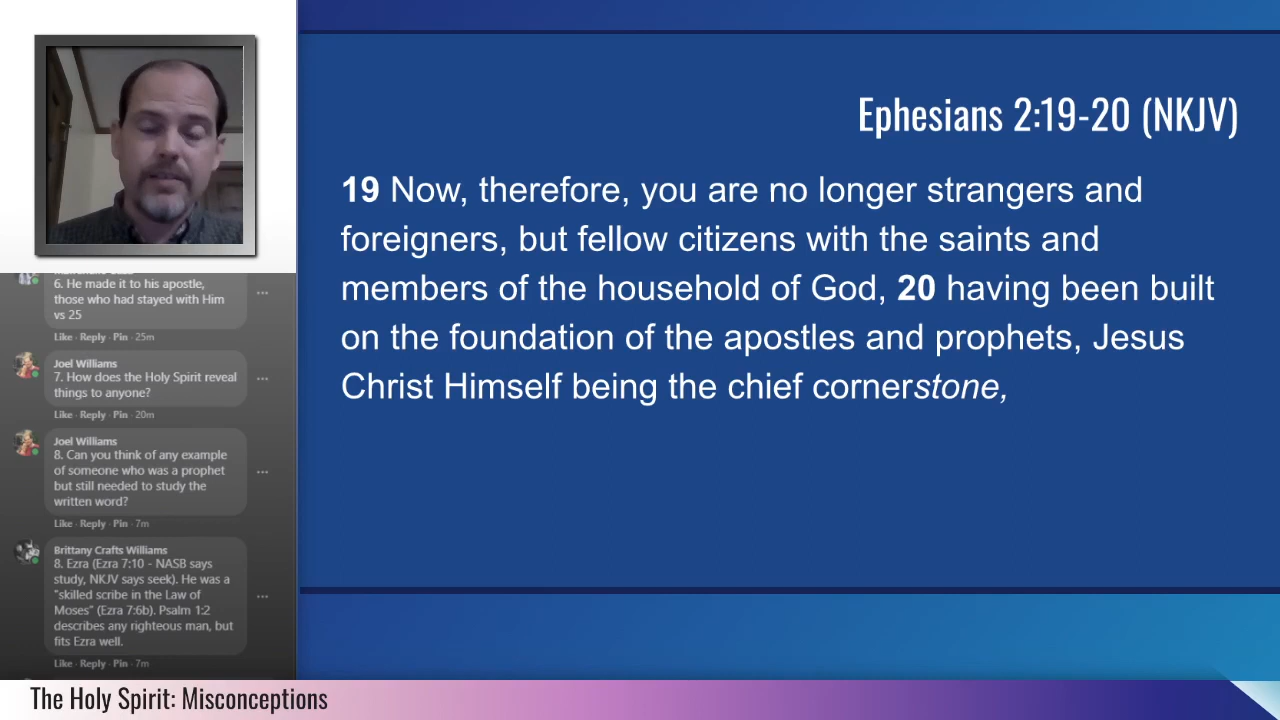 Ephesians 2:19-20 (NKJV)
19 Now, therefore, you are no longer strangers and
foreigners, but fellow citizens with the saints and
members of the household of God, 20 having been built
on the foundation of the apostles and prophets, Jesus
Christ Himself being the chief cornerstone,
6. He made it to his apostle,
those who had stayed with Him
vs 25
Like · Reply · Pin · 25m
Joel Williams
7. How does the Holy Spirit reveal
things to anyone?
Like · Reply · Pin · 20m
Joel Williams
8. Can you think of any example
of someone who was a prophet
but still needed to study the
written word?
Like · Reply · Pin · 7m
Brittany Crafts Williams
8. Ezra (Ezra 7:10 - NASB says
study, NKJV says seek). He was a
"skilled scribe in the Law of
Moses" (Ezra 7:6b). Psalm 1:2
describes any righteous man, but
fits Ezra well.
Like · Reply · Pin · 7m
The Holy Spirit: Misconceptions